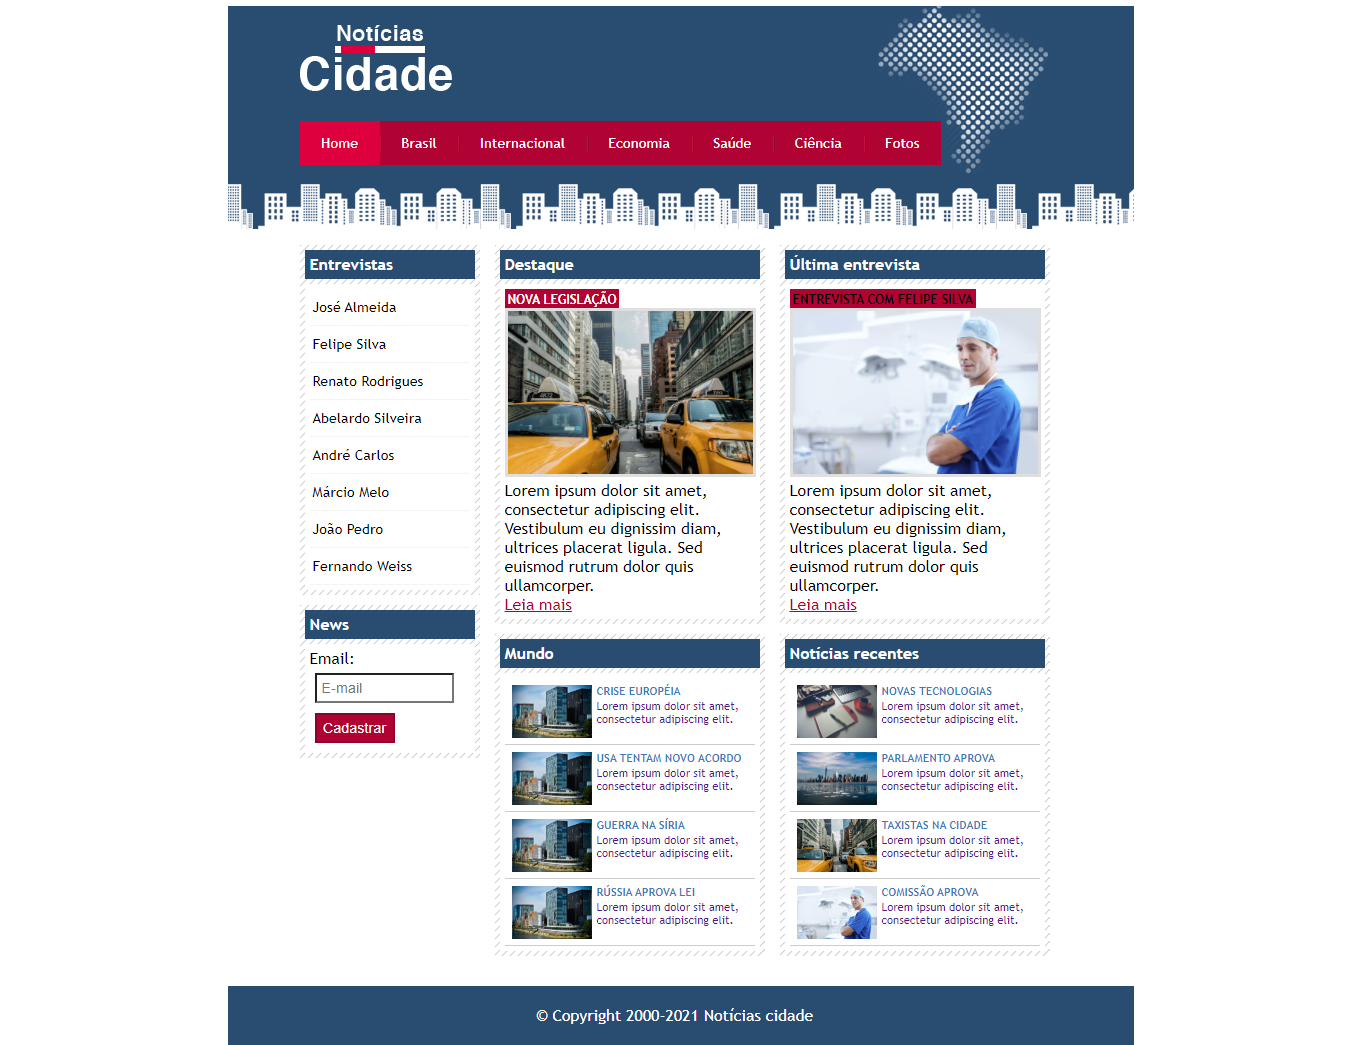 Notícias
Cidade
Home
Brasil
Internacional
Economia
Saúde
Ciência
Fotos
Entrevistas
José Almeida
Felipe Silva
Renato Rodrigues
Abelardo Silveira
André Carlos
Márcio Melo
João Pedro
Fernando Weiss
News
Email:
E-mail
Cadastrar
Destaque
NOVA LEGISLAÇÃO
Lorem ipsum dolor sit amet,
consectetur adipiscing elit.
Vestibulum eu dignissim diam,
ultrices placerat ligula. Sed
euismod rutrum dolor quis
ullamcorper.
Leia mais
Última entrevista
ENTREVISTA COM FELIPE SILVA
Lorem ipsum dolor sit amet,
consectetur adipiscing elit.
Vestibulum eu dignissim diam,
ultrices placerat ligula. Sed
euismod rutrum dolor quis
ullamcorper.
Leia mais
Mundo
CRISE EUROPÉIA
Lorem ipsum dolor sit amet,
consectetur adipiscing elit.
USA TENTAM NOVO ACORDO
Lorem ipsum dolor sit amet,
consectetur adipiscing elit.
GUERRA NA SÍRIA
Lorem ipsum dolor sit amet,
consectetur adipiscing elit.
RÚSSIA APROVA LEI
Lorem ipsum dolor sit amet,
consectetur adipiscing elit.
Notícias recentes
NOVAS TECNOLOGIAS
Lorem ipsum dolor sit amet,
consectetur adipiscing elit.
PARLAMENTO APROVA
Lorem ipsum dolor sit amet,
consectetur adipiscing elit.
TAXISTAS NA CIDADE
Lorem ipsum dolor sit amet,
consectetur adipiscing elit.
COMISSÃO APROVA
Lorem ipsum dolor sit amet,
consectetur adipiscing elit.
© Copyright 2000-2021 Notícias cidade